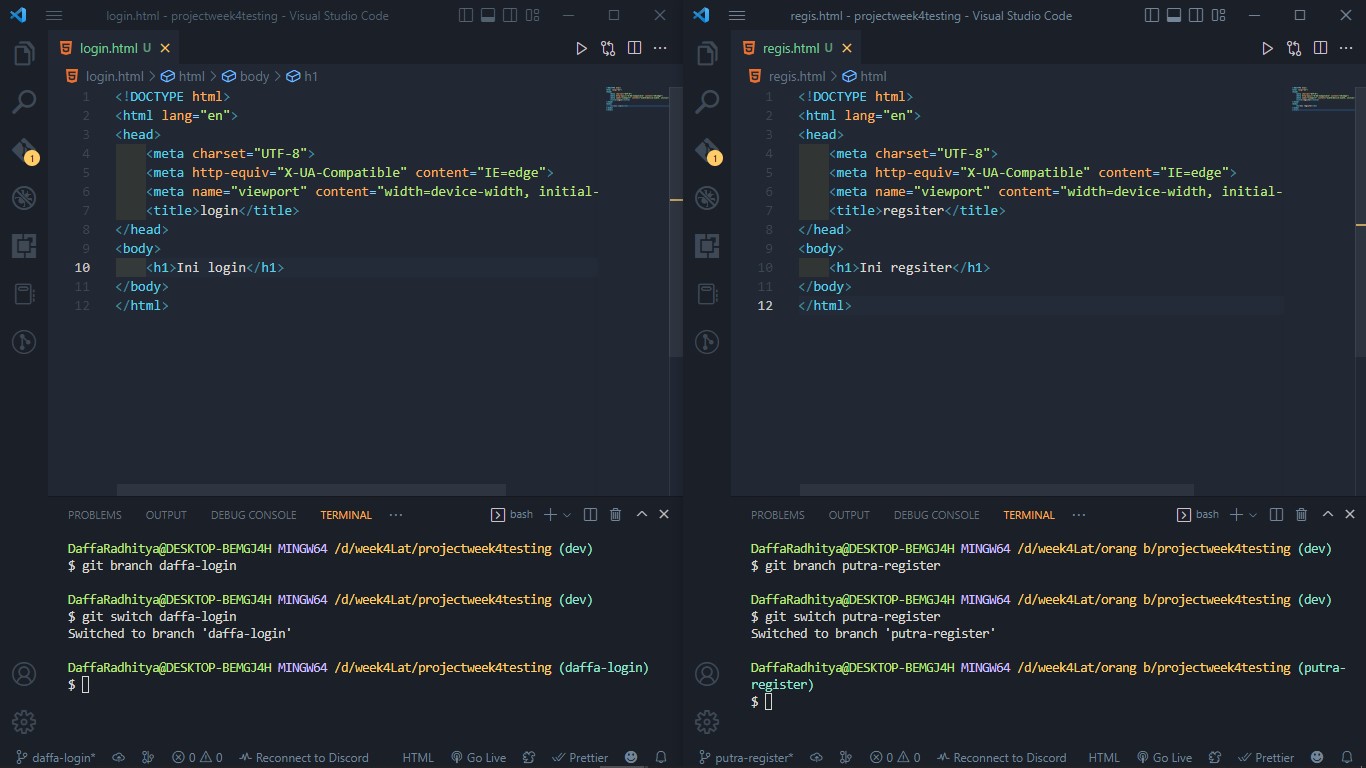 login.html - projectweek4testing - Visual Studio Code
login.html U
login.html > html > body > h1
1 <!DOCTYPE html>
2 <html lang="en">
3 <head>
4 <meta charset="UTF-8">
5 <meta http-equiv="X-UA-Compatible" content="IE=edge">
6 <meta name="viewport" content="width=device-width, initial-
7 <title>login</title>
8 </head>
9 <body>
10 <h1>Ini login</h1>
11 </body>
12 </html>
1
PROBLEMS OUTPUT DEBUG CONSOLE TERMINAL ... bash
DaffaRadhitya@DESKTOP-BEMGJ4H MINGW64 /d/week4Lat/projectweek4testing (dev)
$ git branch daffa-login
DaffaRadhitya@DESKTOP-BEMGJ4H MINGW64 /d/week4Lat/projectweek4testing (dev)
$ git switch daffa-login
Switched to branch 'daffa-login'
DaffaRadhitya@DESKTOP-BEMGJ4H MINGW64 /d/week4Lat/projectweek4testing (daffa-login)
$
daffa-login* 0 0 Reconnect to Discord HTML Go Live Prettier
regis.html - projectweek4testing - Visual Studio Code
regis.html U
regis.html > html
1 <!DOCTYPE html>
2 <html lang="en">
3 <head>
4 <meta charset="UTF-8">
5 <meta http-equiv="X-UA-Compatible" content="IE=edge">
6 <meta name="viewport" content="width=device-width, initial-
7 <title>regsiter</title>
8 </head>
9 <body>
10 <h1>Ini regsiter</h1>
11 </body>
12 </html>
1
PROBLEMS OUTPUT DEBUG CONSOLE TERMINAL ... bash
DaffaRadhitya@DESKTOP-BEMGJ4H MINGW64 /d/week4Lat/orang b/projectweek4testing (dev)
$ git branch putra-register
DaffaRadhitya@DESKTOP-BEMGJ4H MINGW64 /d/week4Lat/orang b/projectweek4testing (dev)
$ git switch putra-register
Switched to branch 'putra-register'
DaffaRadhitya@DESKTOP-BEMGJ4H MINGW64 /d/week4Lat/orang b/projectweek4testing (putra-
register)
$
putra-register* 0 0 Reconnect to Discord HTML Go Live Prettier